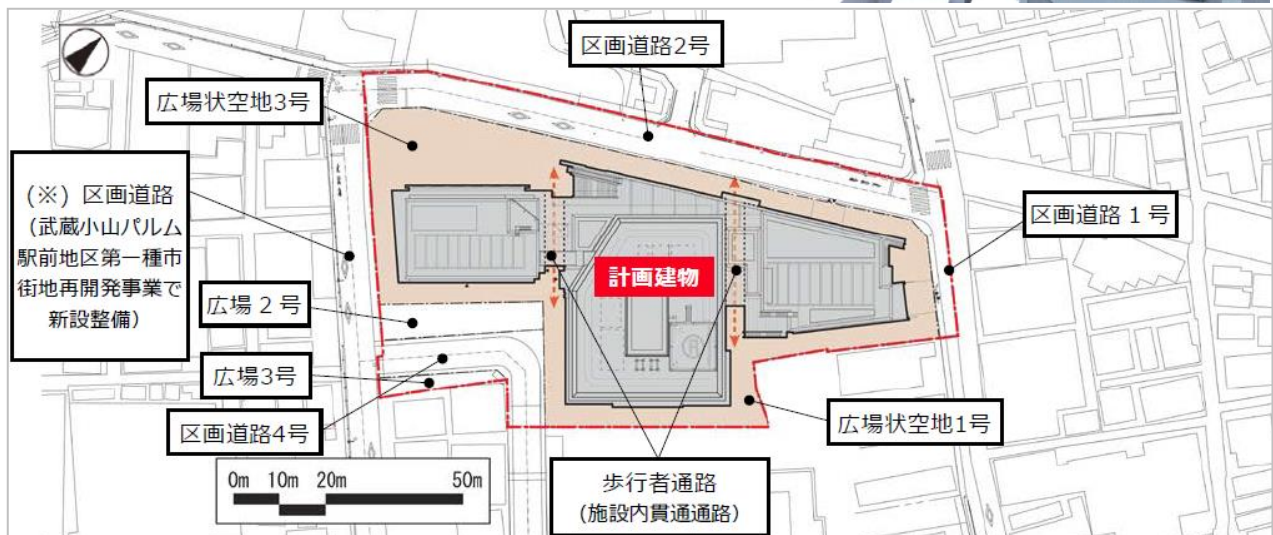 区画道路2号
広場状空地3号
(※) 区画道路
(武蔵小山パルム
駅前地区第一種市
街地再開発事業で
新設整備)
区画道路 1 号
計画建物
広場 2 号
広場3号
区画道路4号
広場状空地1号
歩行者通路
(施設内貫通通路)
0m 10m 20m 50m